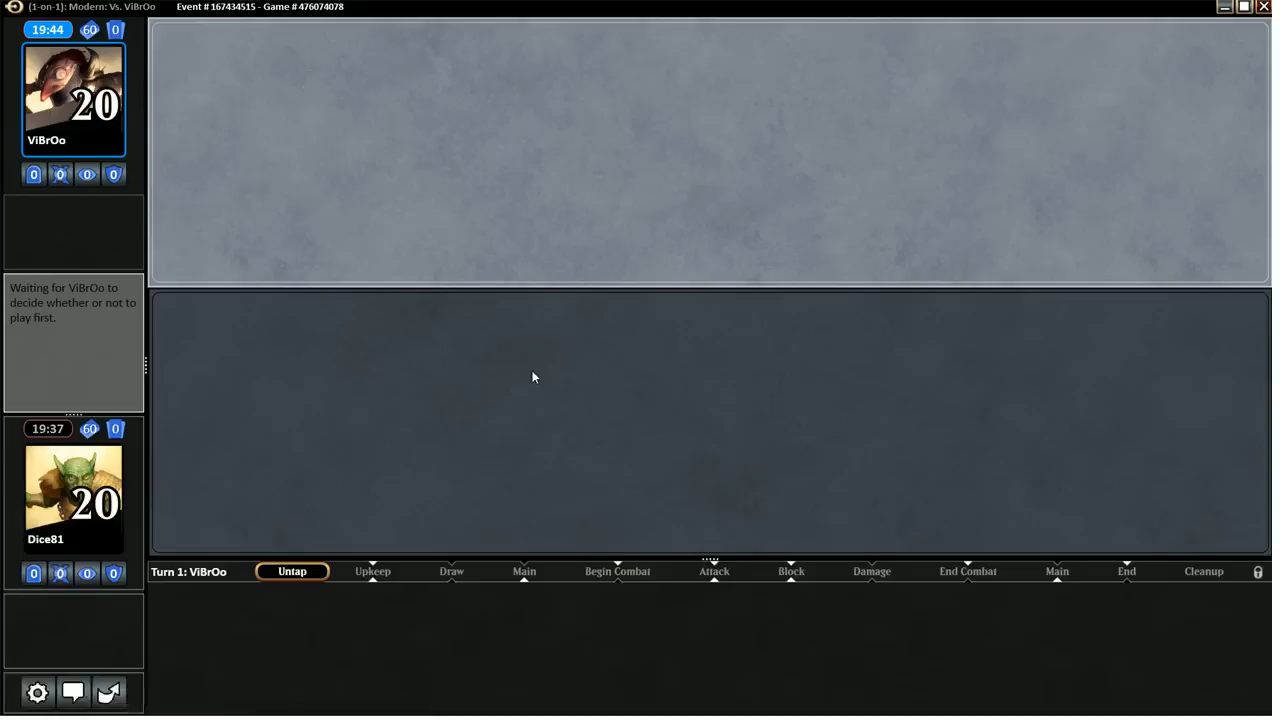 (1-on-1): Modern: Vs. ViBrOo Event # 167434515 - Game # 476074078
19:44 60 0
20
ViBrOo
0 0 0 0
Waiting for ViBrOo to
decide whether or not to
play first.
19:37 60 0
20
Dice81
0 0 0 0
Turn 1: ViBrOo Untap Upkeep Draw Main Begin Combat Attack Block Damage End Combat Main End Cleanup